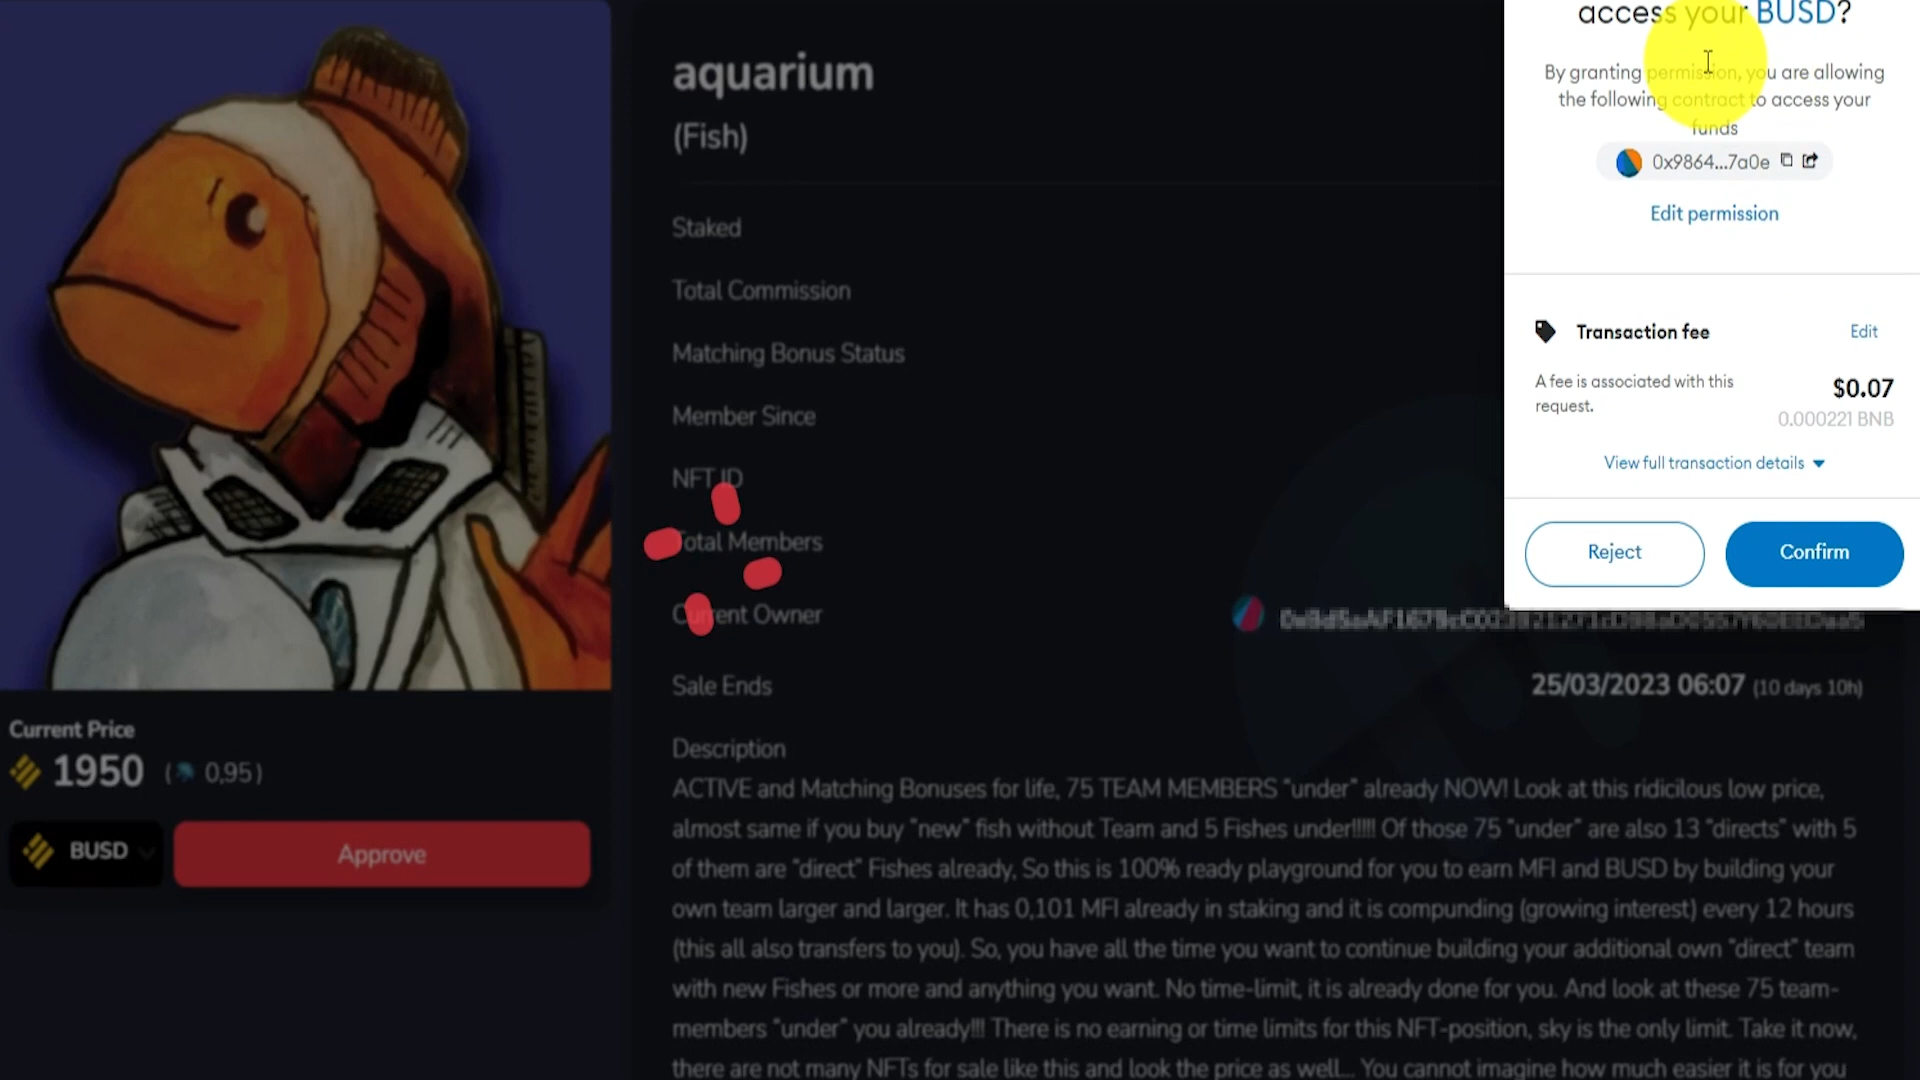 aquarium
(Fish)
Staked
Total Commission
Matching Bonus Status
Member Since
NFT ID
Total Members
Current Owner
Sale Ends
25/03/2023 06:07 (10 days 10h)
Description
ACTIVE and Matching Bonuses for life, 75 TEAM MEMBERS "under" already NOW! Look at this ridicilous low price,
almost same if you buy "new" fish without Team and 5 Fishes under!!!!! Of those 75 "under" are also 13 "directs" with 5
of them are "direct" Fishes already, So this is 100% ready playground for you to earn MFI and BUSD by building your
own team larger and larger. It has 0,101 MFI already in staking and it is compunding (growing interest) every 12 hours
(this all also transfers to you). So, you have all the time you want to continue building your additional own "direct" team
with new Fishes or more and anything you want. No time-limit, it is already done for you. And look at these 75 team-
members "under" you already!!! There is no earning or time limits for this NFT-position, sky is the only limit. Take it now,
there are not many NFTs for sale like this and look the price as well... You cannot imagine how much easier it is for you
Current Price
1950 ( 0,95 )
BUSD
Approve
access your BUSD?
By granting permission, you are allowing
the following contract to access your
funds
0x9864...7a0e
Edit permission
Transaction fee
Edit
A fee is associated with this
request.
$0.07
0.000221 BNB
View full transaction details
Reject
Confirm